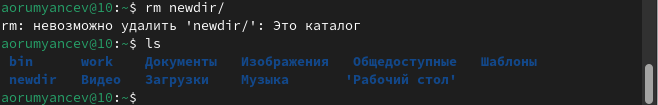 aorumyancev@10:~$ rm newdir/
rm: невозможно удалить 'newdir/': Это каталог
aorumyancev@10:~$ ls
bin work Документы Изображения Общедоступные Шаблоны
newdir Видео Загрузки Музыка 'Рабочий стол'
aorumyancev@10:~$